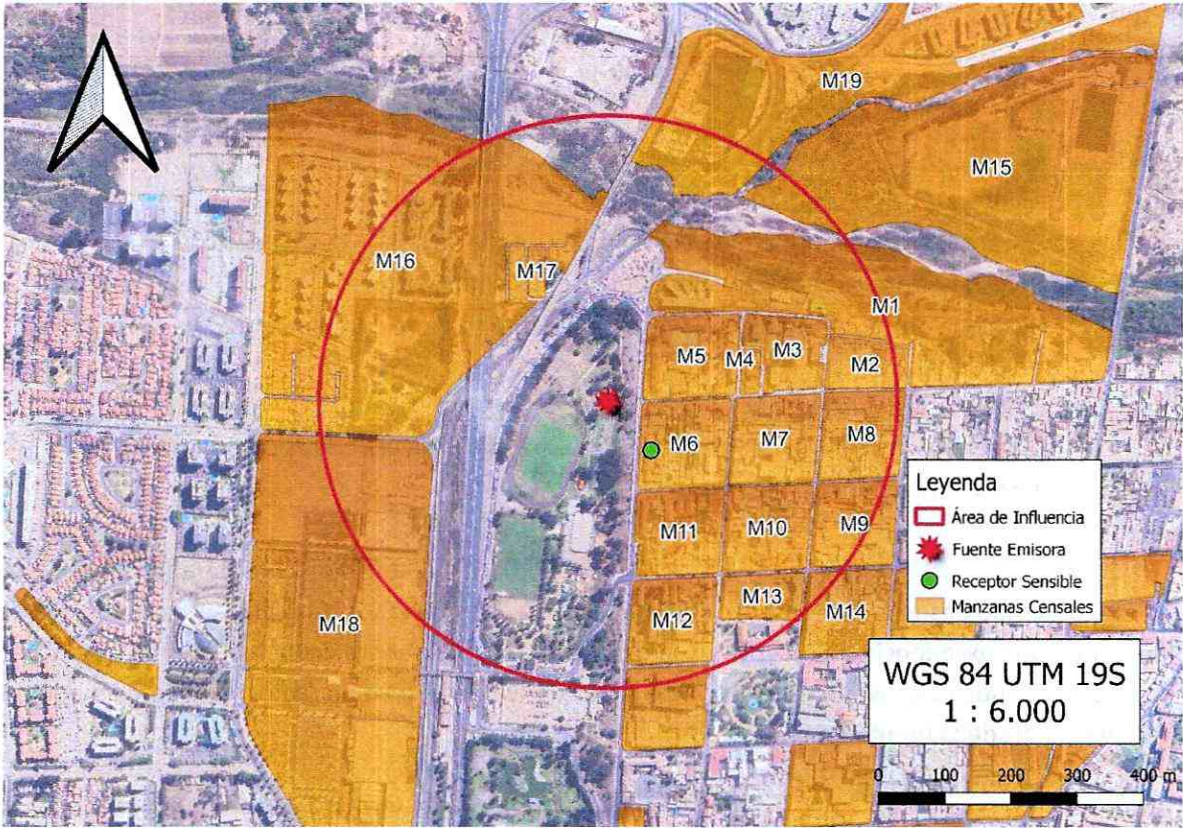 M19
M15
M16
M17
M1
M5
M4
M3
M2
M6
M7
M8
M11
M10
M9
M12
M13
M14
M18
Leyenda
Área de Influencia
Fuente Emisora
Receptor Sensible
Manzanas Censales
WGS 84 UTM 19S
1 : 6.000
0 100 200 300 400 m